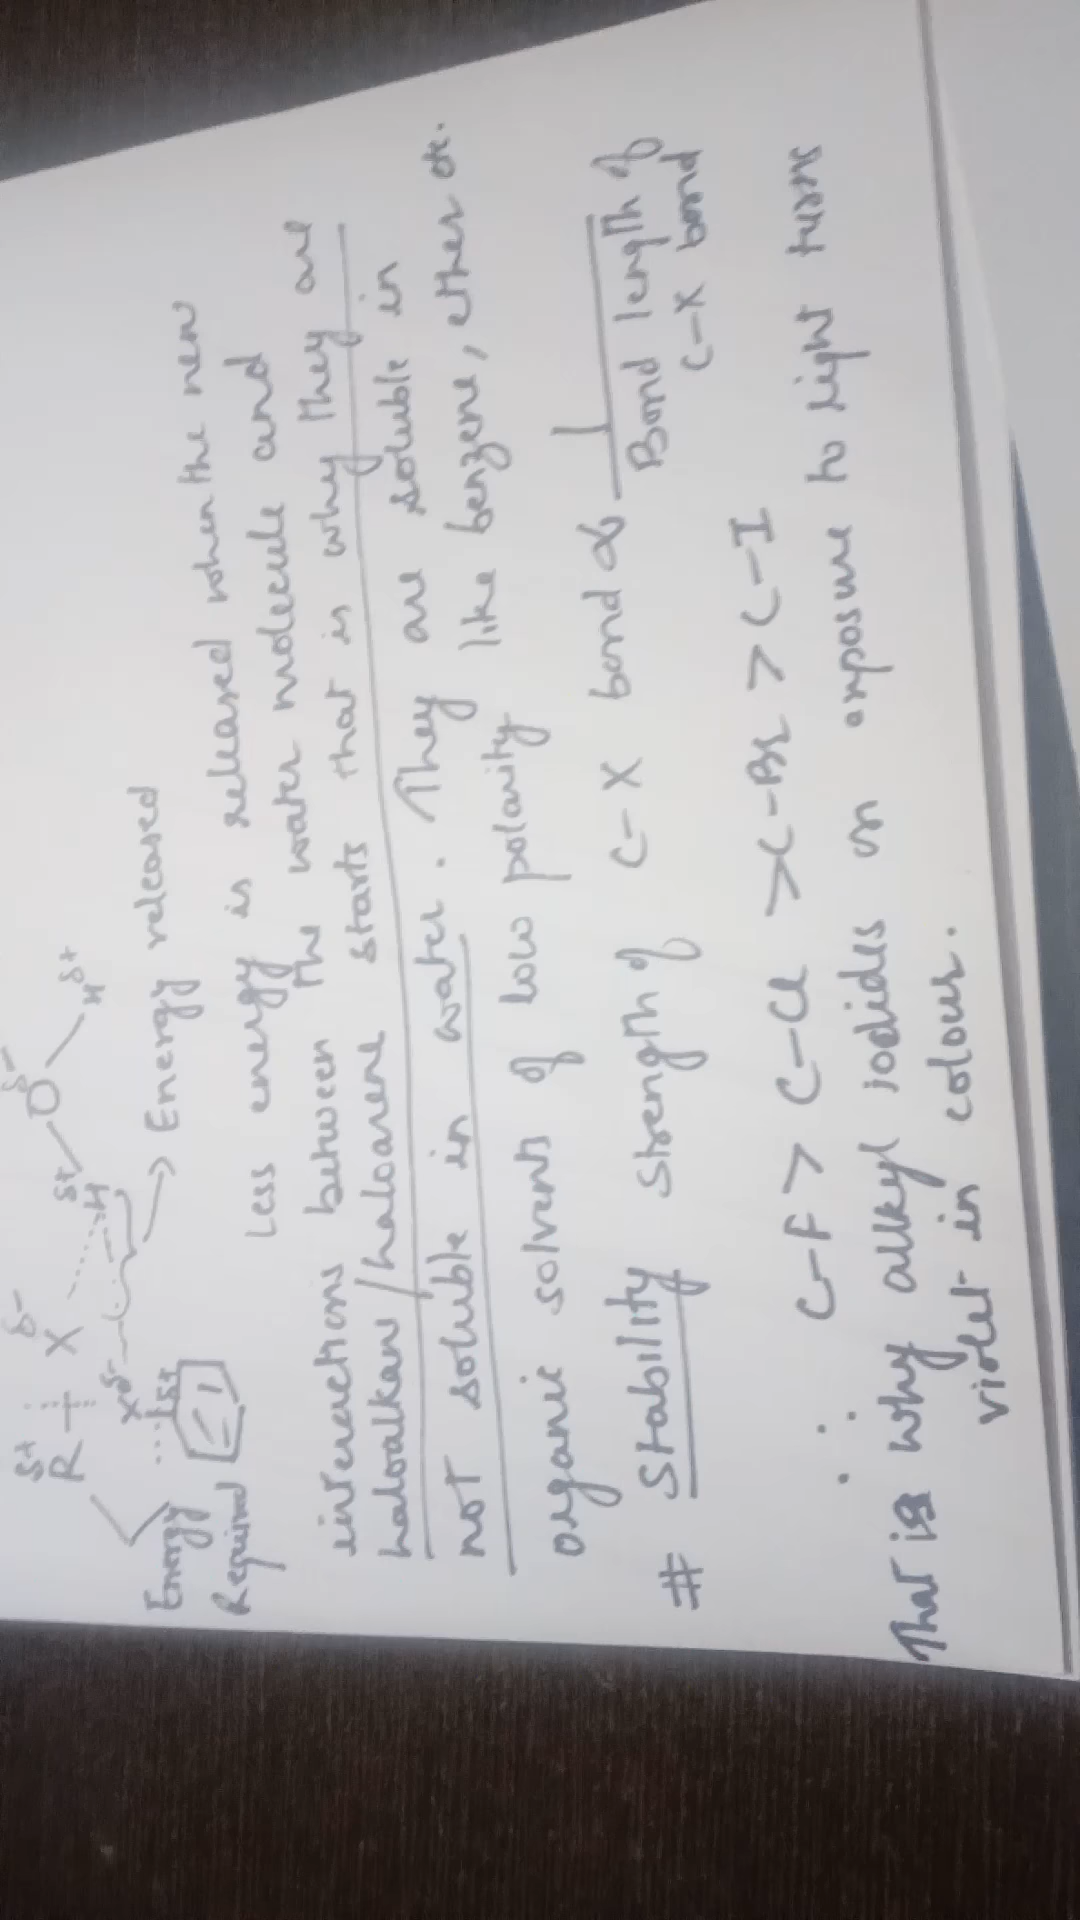 δ+ δ- δ-
R X δ+ H O H δ+
Xδ- δ+
Energy Required → Energy released
less energy is released when the new
interections between the water molecule and
haloalkan/haloarene starts that is why they are
not soluble in water. They are soluble in
organic solvents of low polarity like benzene, ether etc.
# Stability strength of C-X bond ∝ 1 / Bond length of C-X bond
∴ C-F > C-Cl > C-Br > C-I
That is why alkyl iodides on exposure to light turns
violet in colour.